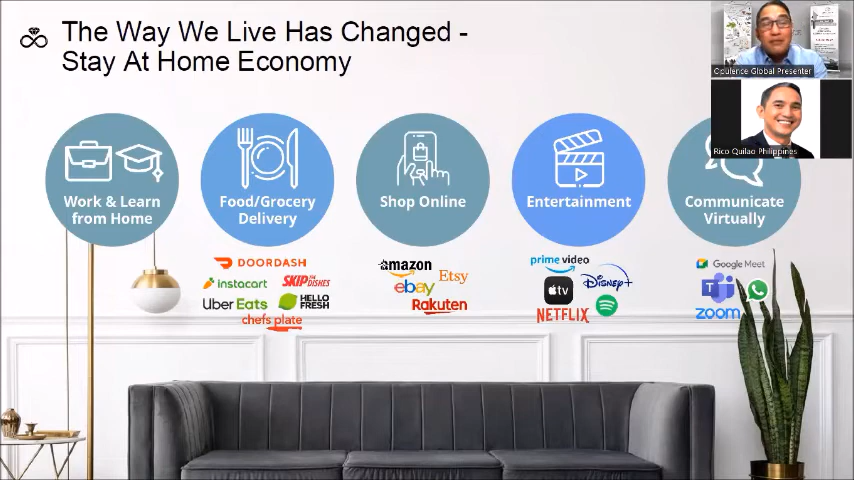 The Way We Live Has Changed -
Stay At Home Economy
Opulence Global Presenter
Rico Quilao Philippines
Work & Learn
from Home
Food/Grocery
Delivery
Shop Online
Entertainment
Communicate
Virtually
DOORDASH
instacart
SKIP THE DISHES
Uber Eats
HELLO
FRESH
chefs plate
amazon
Etsy
ebay
Rakuten
prime video
tv
Disney+
NETFLIX
Google Meet
T
zoom